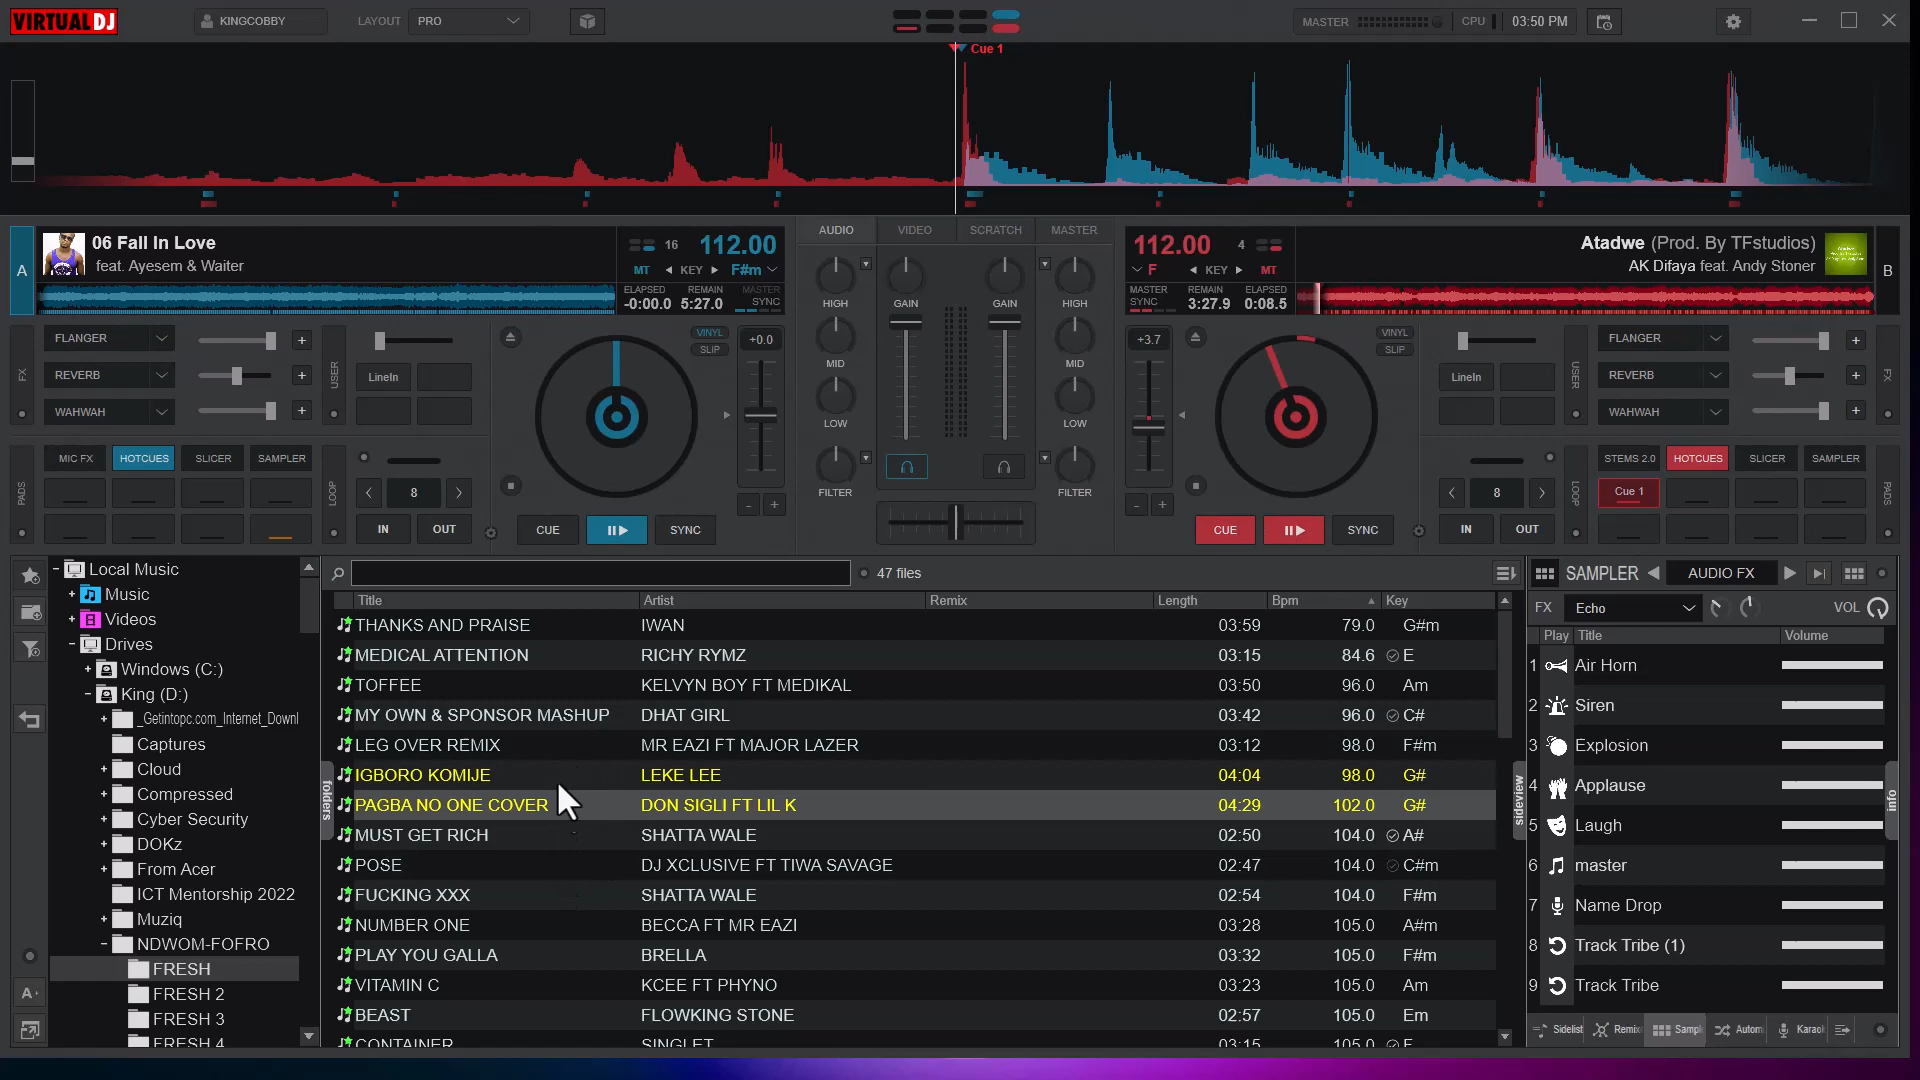 VIRTUAL DJ
KINGCOBBY
LAYOUT PRO
MASTER CPU 03:50 PM
Cue 1
A
06 Fall In Love
feat. Ayesem & Waiter
16 112.00
MT KEY F#m
ELAPSED REMAIN MASTER
-0:00.0 5:27.0 SYNC
AUDIO VIDEO SCRATCH MASTER
112.00 4
F KEY MT
MASTER REMAIN ELAPSED
SYNC 3:27.9 0:08.5
Atadwe (Prod. By TFstudios)
AK Difaya feat. Andy Stoner
B
HIGH GAIN GAIN HIGH
MID MID
LOW LOW
FILTER FILTER
FX
FLANGER
REVERB
WAHWAH
USER
LineIn
VINYL
SLIP
+0.0
+3.7
VINYL
SLIP
LineIn
USER
FLANGER
REVERB
WAHWAH
FX
PADS
MIC FX HOTCUES SLICER SAMPLER
LOOP
8
IN OUT
CUE SYNC
CUE SYNC
8
IN OUT
LOOP
STEMS 2.0 HOTCUES SLICER SAMPLER
Cue 1
PADS
Local Music
Music
Videos
Drives
Windows (C:)
King (D:)
_Getintopc.com_Internet_Downl
Captures
Cloud
Compressed
Cyber Security
DOKz
From Acer
ICT Mentorship 2022
Muziq
NDWOM-FOFRO
FRESH
FRESH 2
FRESH 3
FRESH 4
A+
folders
47 files
Title Artist Remix Length Bpm Key
THANKS AND PRAISE IWAN 03:59 79.0 G#m
MEDICAL ATTENTION RICHY RYMZ 03:15 84.6 E
TOFFEE KELVYN BOY FT MEDIKAL 03:50 96.0 Am
MY OWN & SPONSOR MASHUP DHAT GIRL 03:42 96.0 C#
LEG OVER REMIX MR EAZI FT MAJOR LAZER 03:12 98.0 F#m
IGBORO KOMIJE LEKE LEE 04:04 98.0 G#
PAGBA NO ONE COVER DON SIGLI FT LIL K 04:29 102.0 G#
MUST GET RICH SHATTA WALE 02:50 104.0 A#
POSE DJ XCLUSIVE FT TIWA SAVAGE 02:47 104.0 C#m
FUCKING XXX SHATTA WALE 02:54 104.0 F#m
NUMBER ONE BECCA FT MR EAZI 03:28 105.0 A#m
PLAY YOU GALLA BRELLA 03:32 105.0 F#m
VITAMIN C KCEE FT PHYNO 03:23 105.0 Am
BEAST FLOWKING STONE 02:57 105.0 Em
CONTAINER SINGLET 03:15 105.0
sideview
SAMPLER AUDIO FX
FX Echo VOL
Play Title Volume
1 Air Horn
2 Siren
3 Explosion
4 Applause
5 Laugh
6 master
7 Name Drop
8 Track Tribe (1)
9 Track Tribe
info
Sidelist Remix Sampl Autom Karao